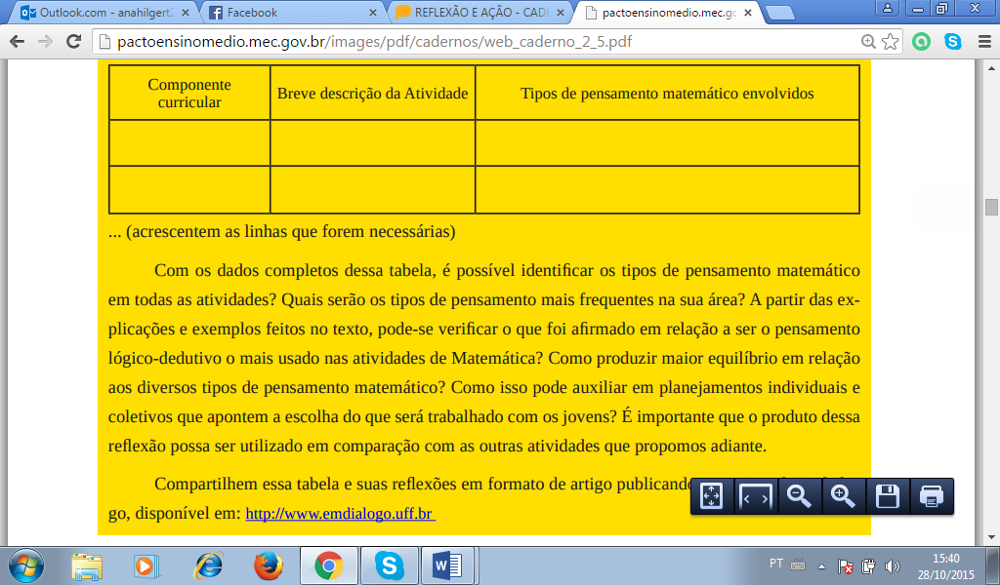 Outlook.com - anahilgert2
Facebook
REFLEXÃO E AÇÃO - CADE
pactoensinomedio.mec.go
pactoensinomedio.mec.gov.br/images/pdf/cadernos/web_caderno_2_5.pdf
Componente
curricular
Breve descrição da Atividade
Tipos de pensamento matemático envolvidos
... (acrescentem as linhas que forem necessárias)
Com os dados completos dessa tabela, é possível identificar os tipos de pensamento matemático
em todas as atividades? Quais serão os tipos de pensamento mais frequentes na sua área? A partir das ex-
plicações e exemplos feitos no texto, pode-se verificar o que foi afirmado em relação a ser o pensamento
lógico-dedutivo o mais usado nas atividades de Matemática? Como produzir maior equilíbrio em relação
aos diversos tipos de pensamento matemático? Como isso pode auxiliar em planejamentos individuais e
coletivos que apontem a escolha do que será trabalhado com os jovens? É importante que o produto dessa
reflexão possa ser utilizado em comparação com as outras atividades que propomos adiante.
Compartilhem essa tabela e suas reflexões em formato de artigo publicando
go, disponível em: http://www.emdialogo.uff.br
PT
15:40
28/10/2015